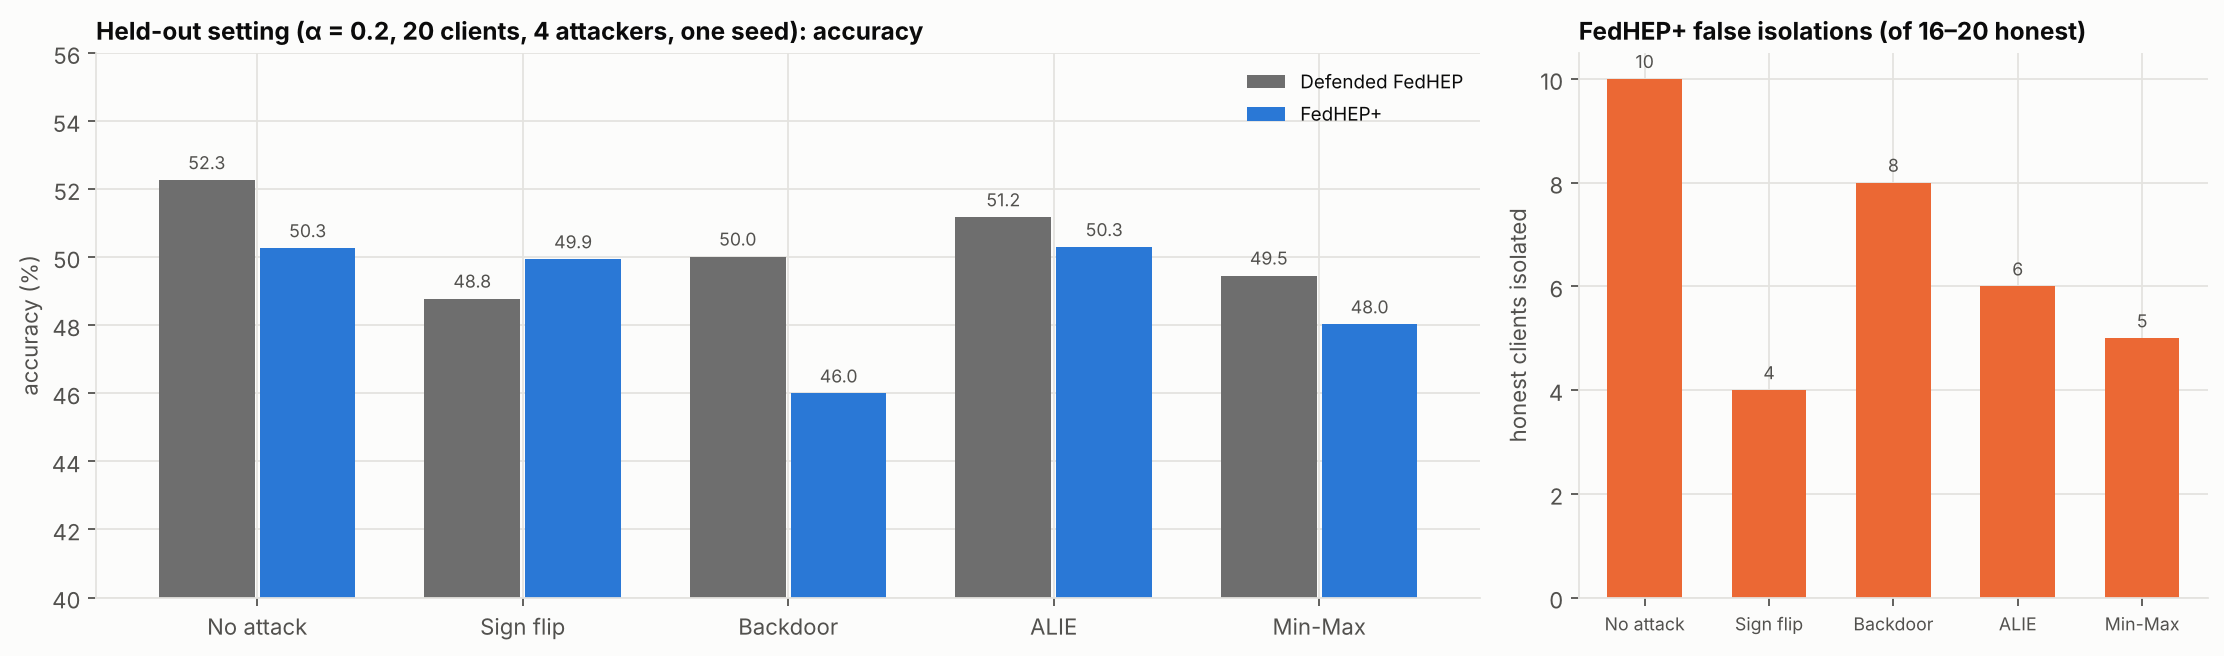 Held-out setting (α = 0.2, 20 clients, 4 attackers, one seed): accuracy
accuracy (%)
56
54
52
50
48
46
44
42
40
Defended FedHEP
FedHEP+
52.3
50.3
48.8
49.9
50.0
46.0
51.2
50.3
49.5
48.0
No attack
Sign flip
Backdoor
ALIE
Min-Max
FedHEP+ false isolations (of 16–20 honest)
honest clients isolated
10
8
6
4
2
0
10
4
8
6
5
No attack
Sign flip
Backdoor
ALIE
Min-Max